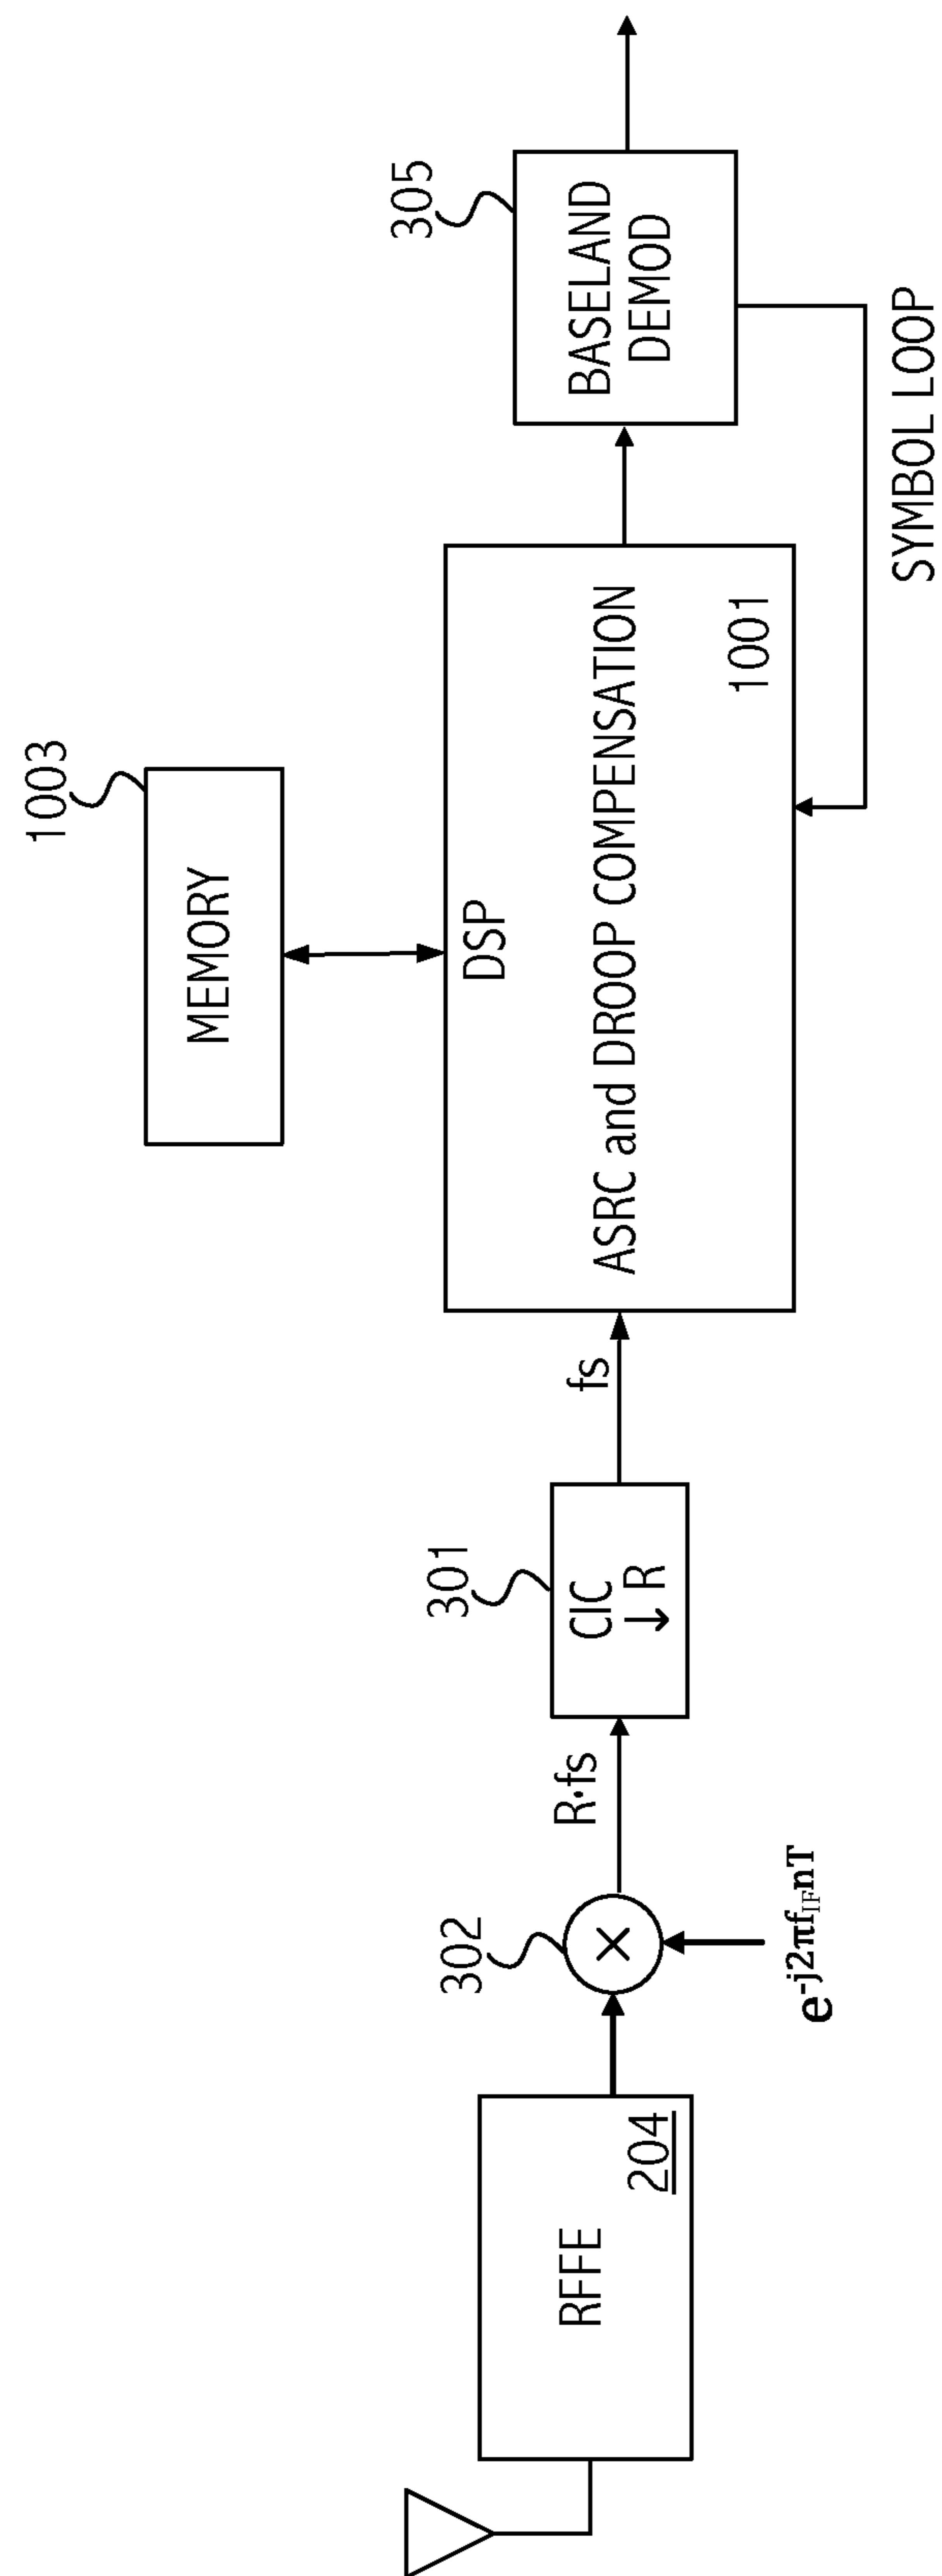 RFFE
204
302
e-j2πfIFnT
R·fs
301
CIC
↓ R
fs
1003
MEMORY
DSP
ASRC and DROOP COMPENSATION
1001
305
BASELAND
DEMOD
SYMBOL LOOP